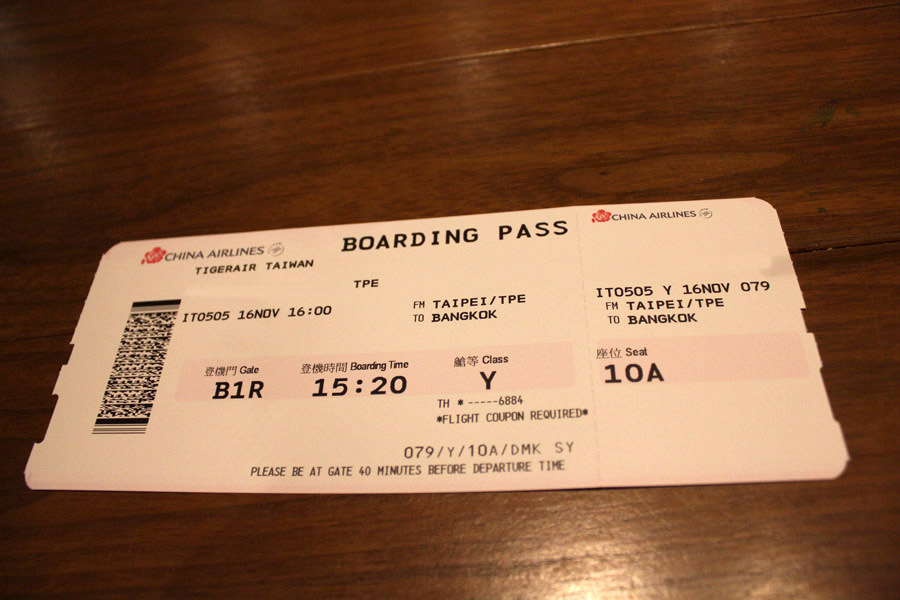 CHINA AIRLINES
TIGERAIR TAIWAN
BOARDING PASS
TPE
IT0505 16NOV 16:00
FM TAIPEI/TPE
TO BANGKOK
登機門 Gate
B1R
登機時間 Boarding Time
15:20
艙等 Class
Y
TH * -----6884
*FLIGHT COUPON REQUIRED*
079/Y/10A/DMK SY
PLEASE BE AT GATE 40 MINUTES BEFORE DEPARTURE TIME
CHINA AIRLINES
IT0505 Y 16NOV 079
FM TAIPEI/TPE
TO BANGKOK
座位 Seat
10A